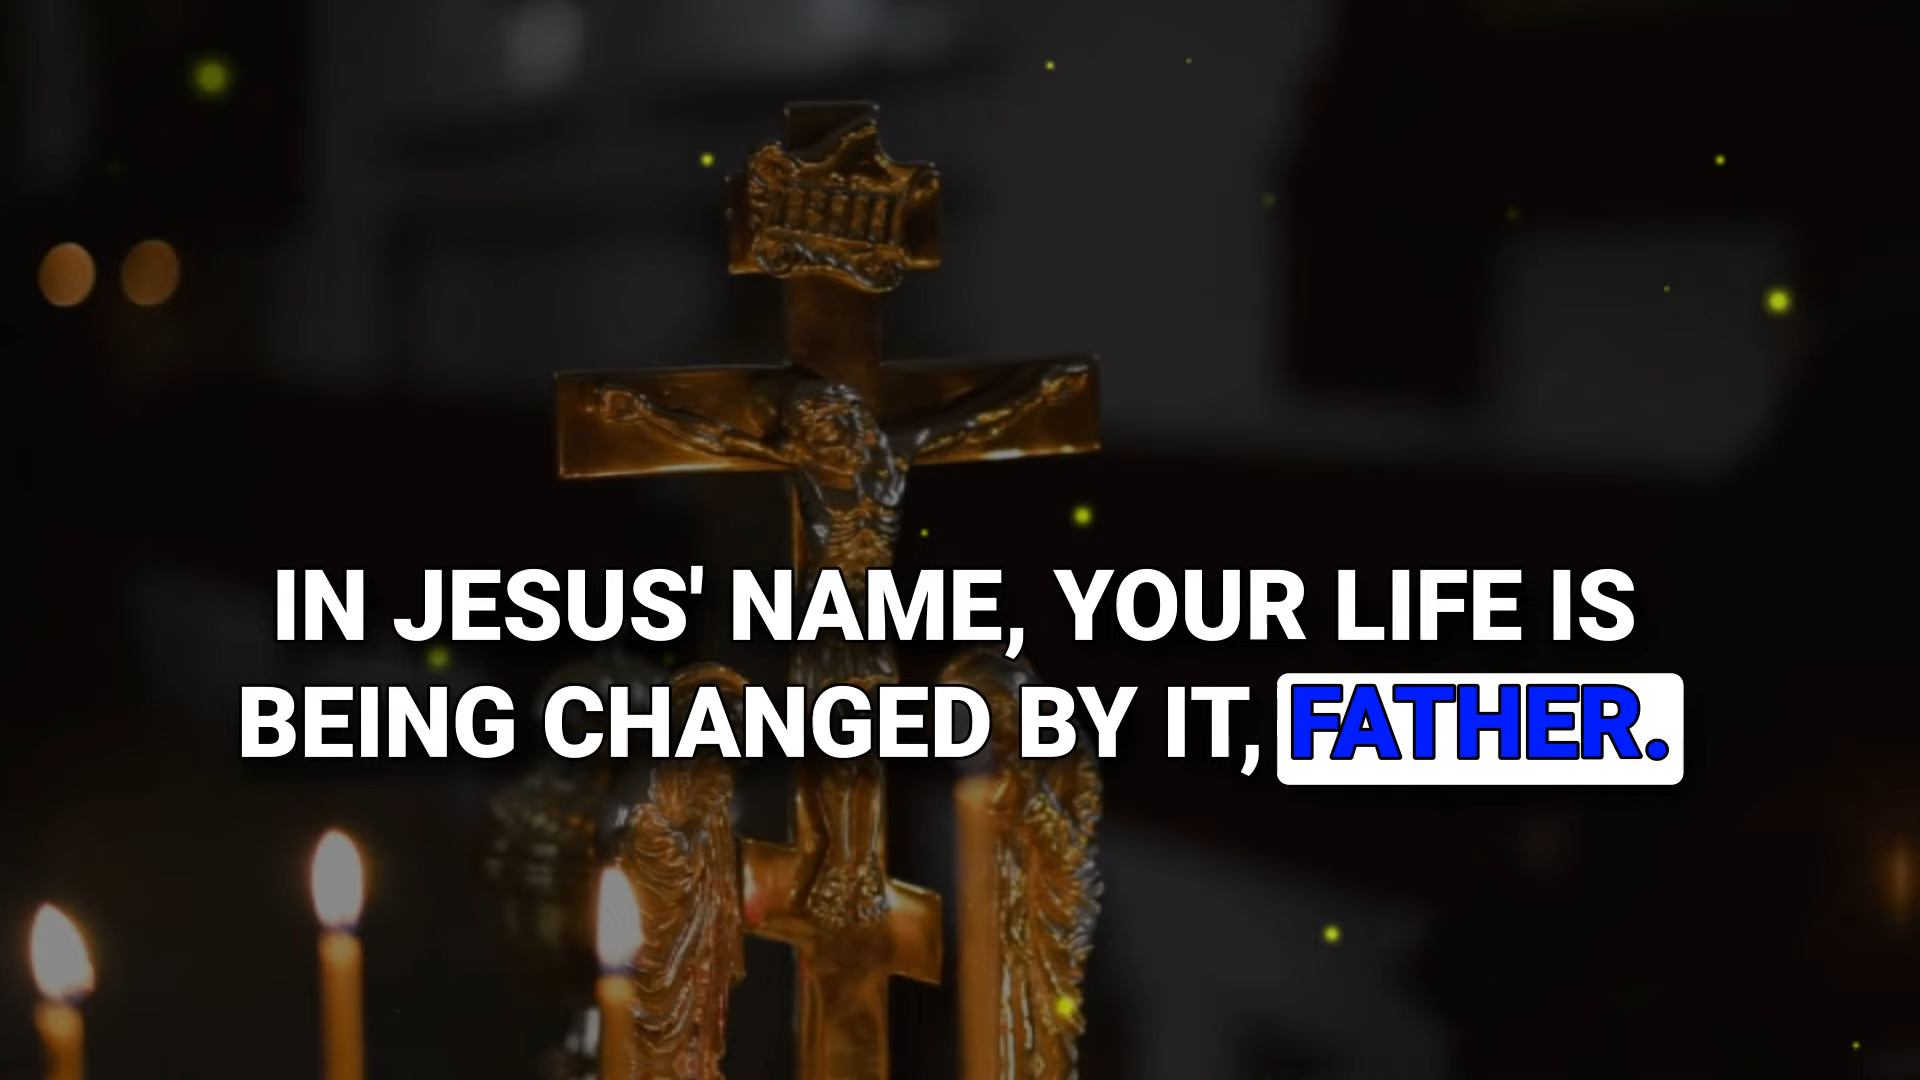 IN JESUS' NAME, YOUR LIFE IS
BEING CHANGED BY IT, FATHER.